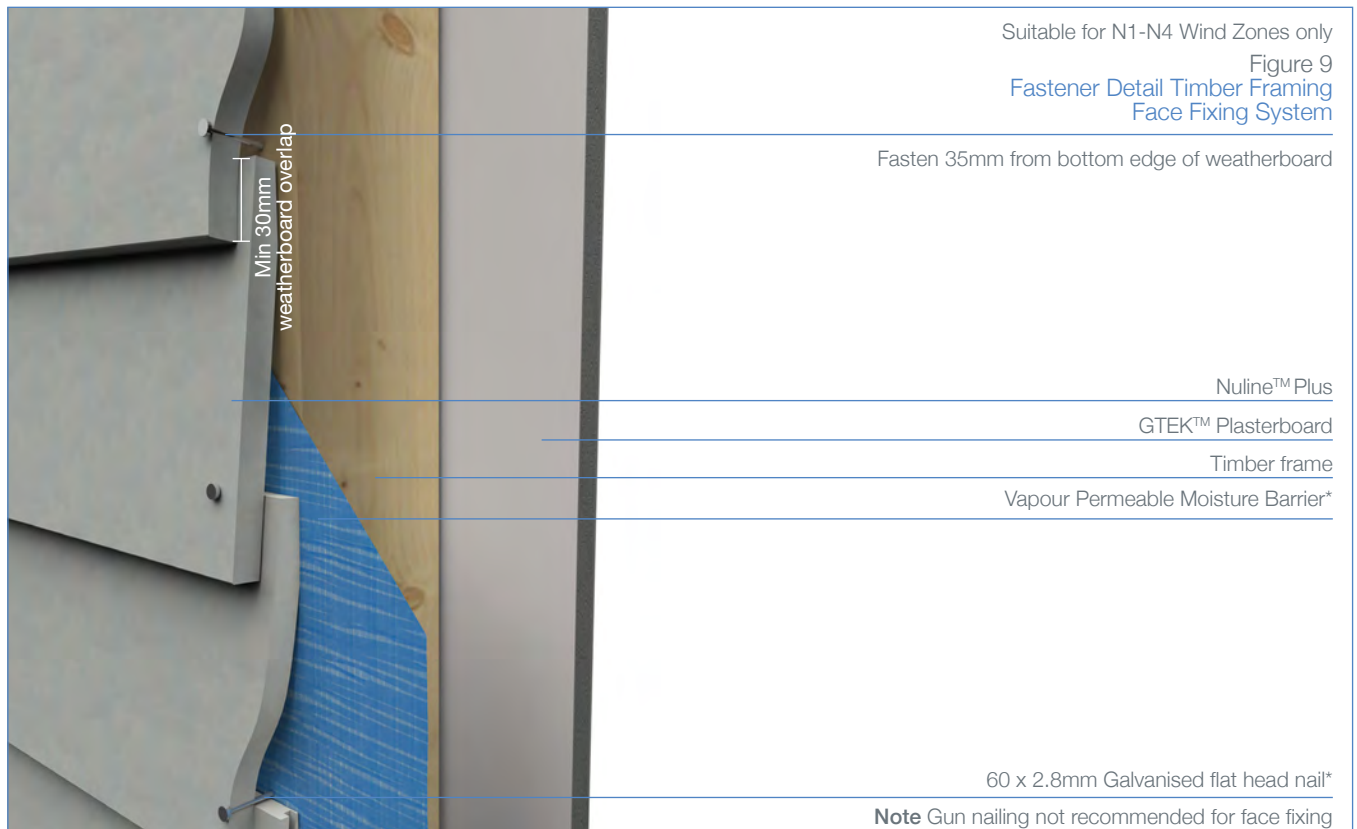 Suitable for N1-N4 Wind Zones only
Figure 9
Fastener Detail Timber Framing
Face Fixing System
Fasten 35mm from bottom edge of weatherboard
Min 30mm
weatherboard overlap
Nuline™ Plus
GTEK™ Plasterboard
Timber frame
Vapour Permeable Moisture Barrier*
60 x 2.8mm Galvanised flat head nail*
Note Gun nailing not recommended for face fixing